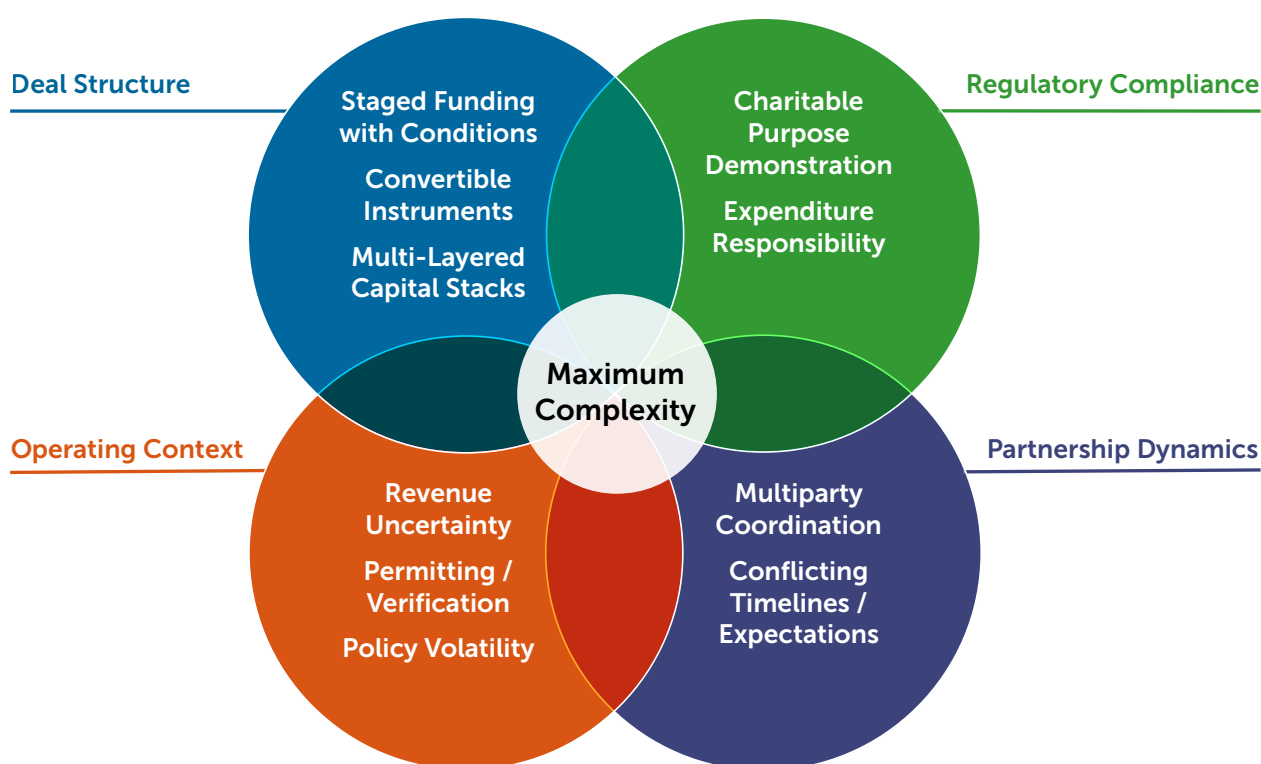 Deal Structure
Staged Funding
with Conditions
Convertible
Instruments
Multi-Layered
Capital Stacks
Regulatory Compliance
Charitable
Purpose
Demonstration
Expenditure
Responsibility
Maximum
Complexity
Operating Context
Revenue
Uncertainty
Permitting /
Verification
Policy Volatility
Partnership Dynamics
Multiparty
Coordination
Conflicting
Timelines /
Expectations